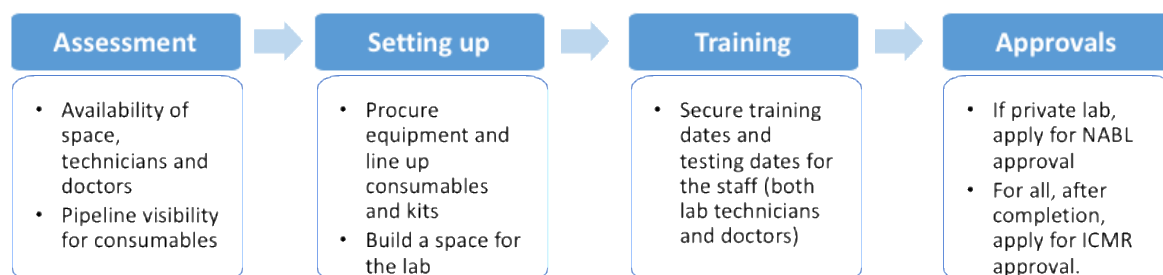 Assessment
• Availability of
space,
technicians and
doctors
• Pipeline visibility
for consumables
Setting up
• Procure
equipment and
line up
consumables
and kits
• Build a space for
the lab
Training
• Secure training
dates and
testing dates for
the staff (both
lab technicians
and doctors)
Approvals
• If private lab,
apply for NABL
approval
• For all, after
completion,
apply for ICMR
approval.